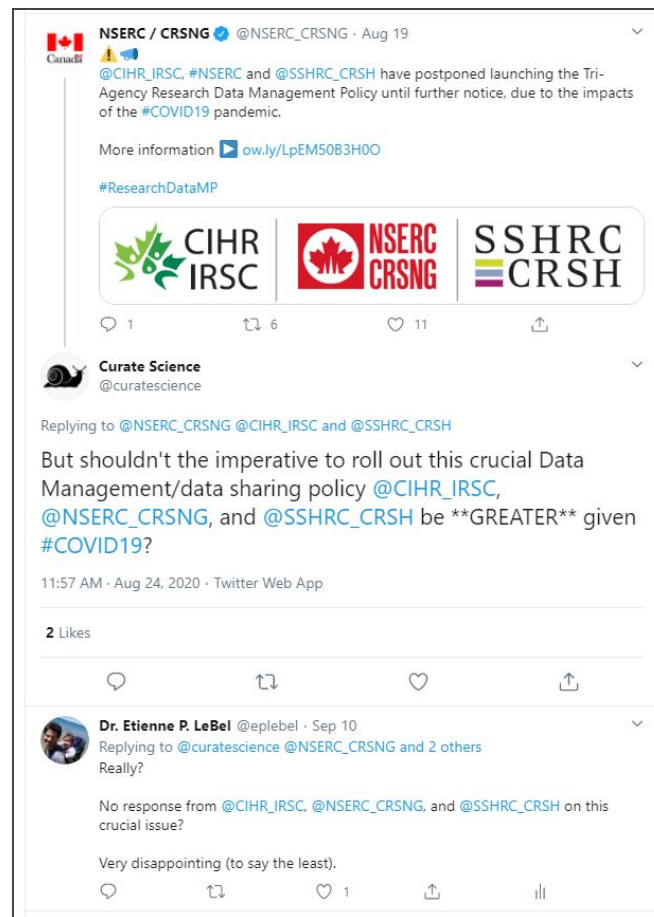 NSERC / CRSNG @NSERC_CRSNG · Aug 19
Canada
@CIHR_IRSC, #NSERC and @SSHRC_CRSH have postponed launching the Tri-
Agency Research Data Management Policy until further notice, due to the impacts
of the #COVID19 pandemic.
More information ow.ly/LpEM50B3H0O
#ResearchDataMP
CIHR
IRSC
NSERC
CRSNG
SSHRC
CRSH
1 6 11
Curate Science
@curatescience
Replying to @NSERC_CRSNG @CIHR_IRSC and @SSHRC_CRSH
But shouldn't the imperative to roll out this crucial Data
Management/data sharing policy @CIHR_IRSC,
@NSERC_CRSNG, and @SSHRC_CRSH be **GREATER** given
#COVID19?
11:57 AM · Aug 24, 2020 · Twitter Web App
2 Likes
Dr. Etienne P. LeBel @eplebel · Sep 10
Replying to @curatescience @NSERC_CRSNG and 2 others
Really?
No response from @CIHR_IRSC, @NSERC_CRSNG, and @SSHRC_CRSH on this
crucial issue?
Very disappointing (to say the least).
1